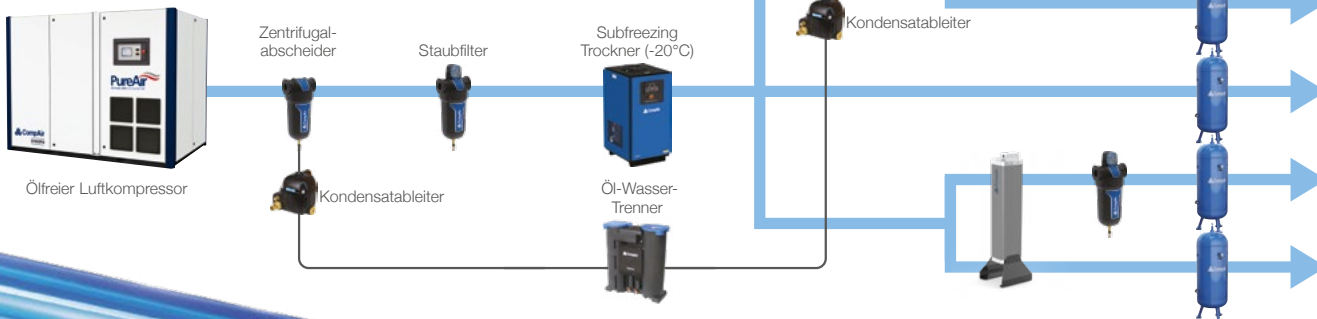 Kondensatableiter
Zentrifugal-
abscheider
Staubfilter
Subfreezing
Trockner (-20°C)
PureAir
CompAir
Ölfreier Luftkompressor
Kondensatableiter
Öl-Wasser-
Trenner